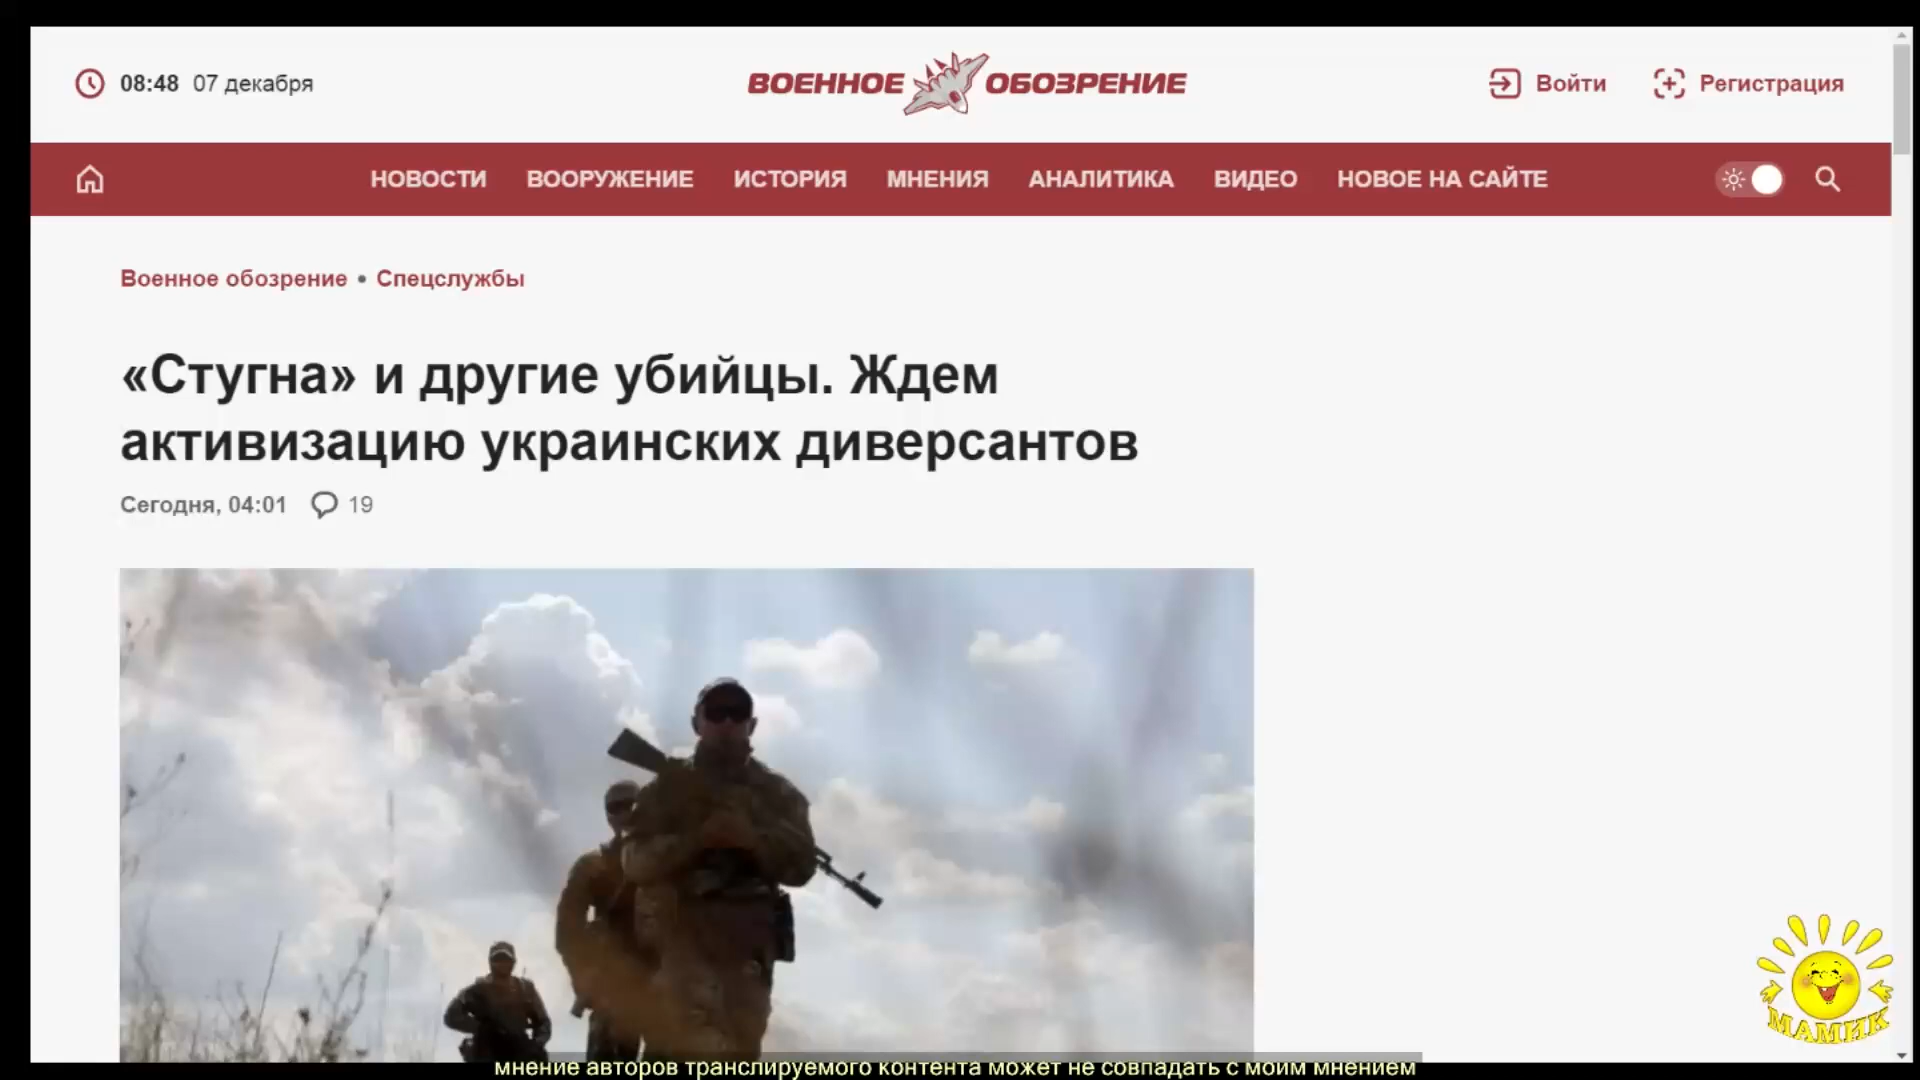 08:48 07 декабря
ВОЕННОЕ ОБОЗРЕНИЕ
Войти
Регистрация
НОВОСТИ ВООРУЖЕНИЕ ИСТОРИЯ МНЕНИЯ АНАЛИТИКА ВИДЕО НОВОЕ НА САЙТЕ
Военное обозрение • Спецслужбы
«Стугна» и другие убийцы. Ждем
активизацию украинских диверсантов
Сегодня, 04:01 19
МАМИК
мнение авторов транслируемого контента может не совпадать с моим мнением